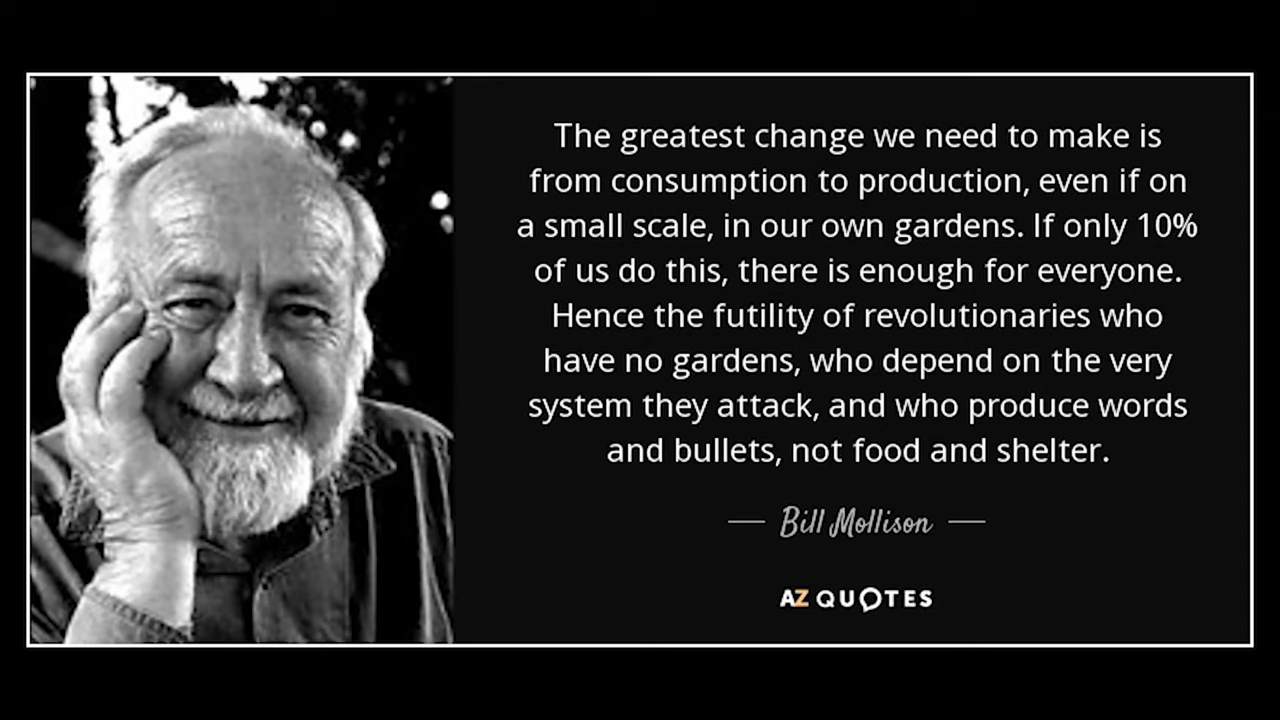 The greatest change we need to make is
from consumption to production, even if on
a small scale, in our own gardens. If only 10%
of us do this, there is enough for everyone.
Hence the futility of revolutionaries who
have no gardens, who depend on the very
system they attack, and who produce words
and bullets, not food and shelter.
Bill Mollison
AZ QUOTES